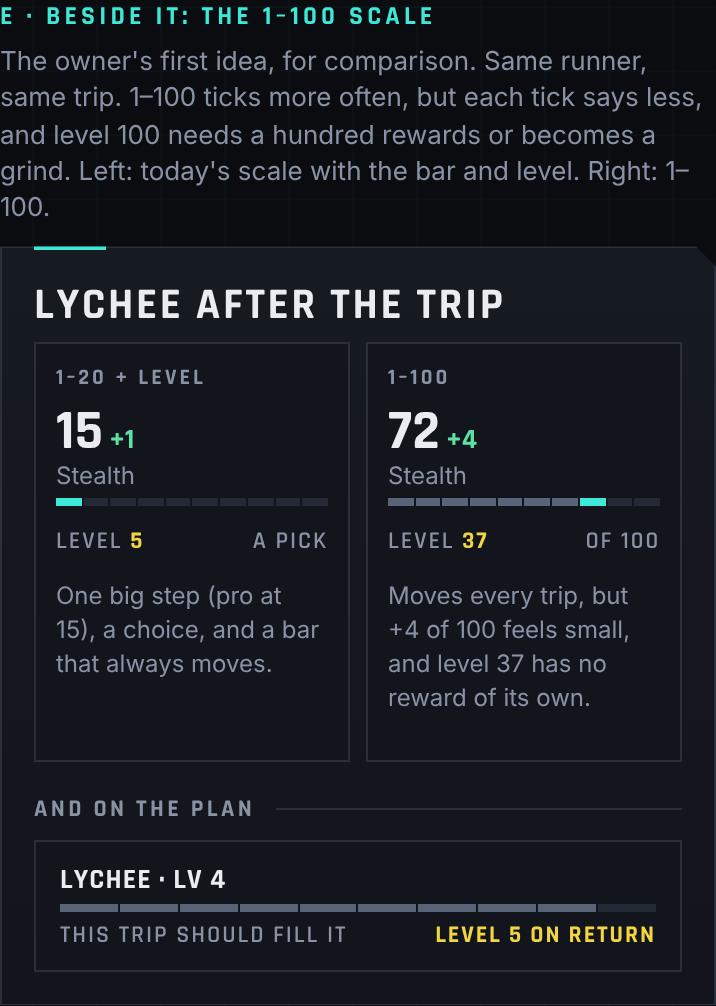 E · BESIDE IT: THE 1–100 SCALE
The owner's first idea, for comparison. Same runner,
same trip. 1–100 ticks more often, but each tick says less,
and level 100 needs a hundred rewards or becomes a
grind. Left: today's scale with the bar and level. Right: 1–
100.
LYCHEE AFTER THE TRIP
1–20 + LEVEL
15 +1
Stealth
LEVEL 5 A PICK
One big step (pro at
15), a choice, and a bar
that always moves.
1–100
72 +4
Stealth
LEVEL 37 OF 100
Moves every trip, but
+4 of 100 feels small,
and level 37 has no
reward of its own.
AND ON THE PLAN
LYCHEE · LV 4
THIS TRIP SHOULD FILL IT LEVEL 5 ON RETURN